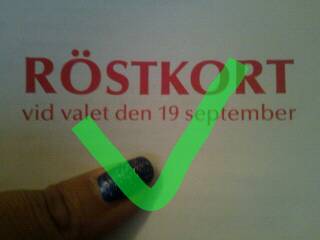 RÖSTKORT
vid valet den 19 september